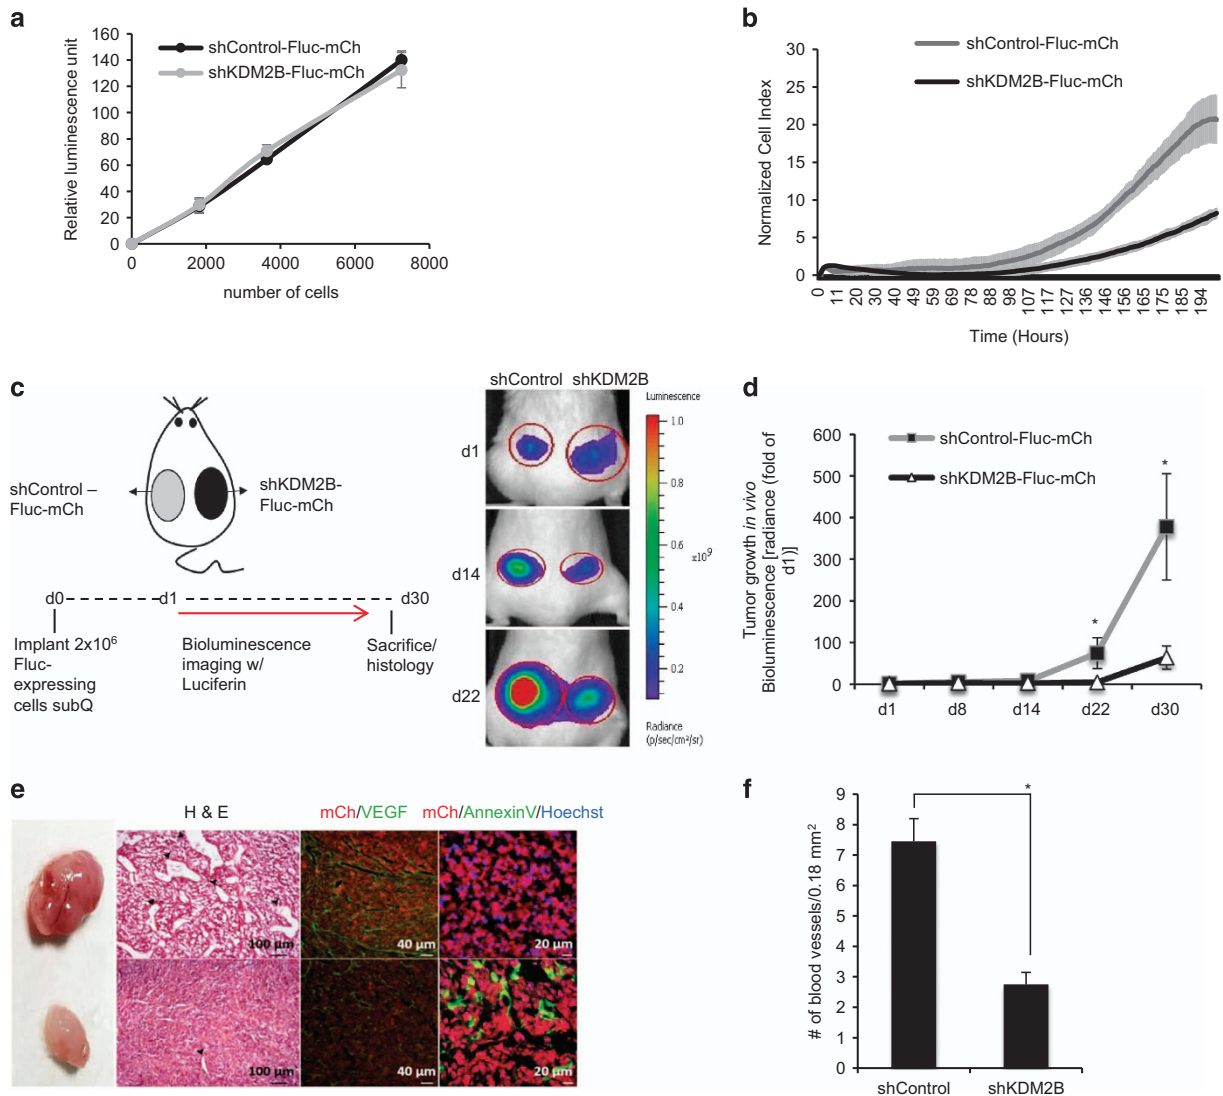 a
Relative luminescence unit
160
140
120
100
80
60
40
20
0
shControl-Fluc-mCh
shKDM2B-Fluc-mCh
0 2000 4000 6000 8000
number of cells
b
Normalized Cell Index
30
25
20
15
10
5
0
shControl-Fluc-mCh
shKDM2B-Fluc-mCh
0 11 20 30 40 49 59 69 78 88 98 107 117 127 136 146 156 165 175 185 194
Time (Hours)
c
shControl –
Fluc-mCh
shKDM2B-
Fluc-mCh
d0 d1 d30
Implant 2x10⁶
Fluc-
expressing
cells subQ
Bioluminescence
imaging w/
Luciferin
Sacrifice/
histology
shControl shKDM2B
d1
d14
d22
Luminescence
1.0
0.8
0.6
x10⁹
0.4
0.2
Radiance
(p/sec/cm²/sr)
d
Tumor growth in vivo
Bioluminescence [radiance (fold of
d1)]
600
500
400
300
200
100
0
shControl-Fluc-mCh
shKDM2B-Fluc-mCh
*
*
d1 d8 d14 d22 d30
e
H & E
mCh/VEGF
mCh/AnnexinV/Hoechst
100 µm
40 µm
20 µm
100 µm
40 µm
20 µm
f
# of blood vessels/0.18 mm²
9
8
7
6
5
4
3
2
1
0
*
shControl shKDM2B